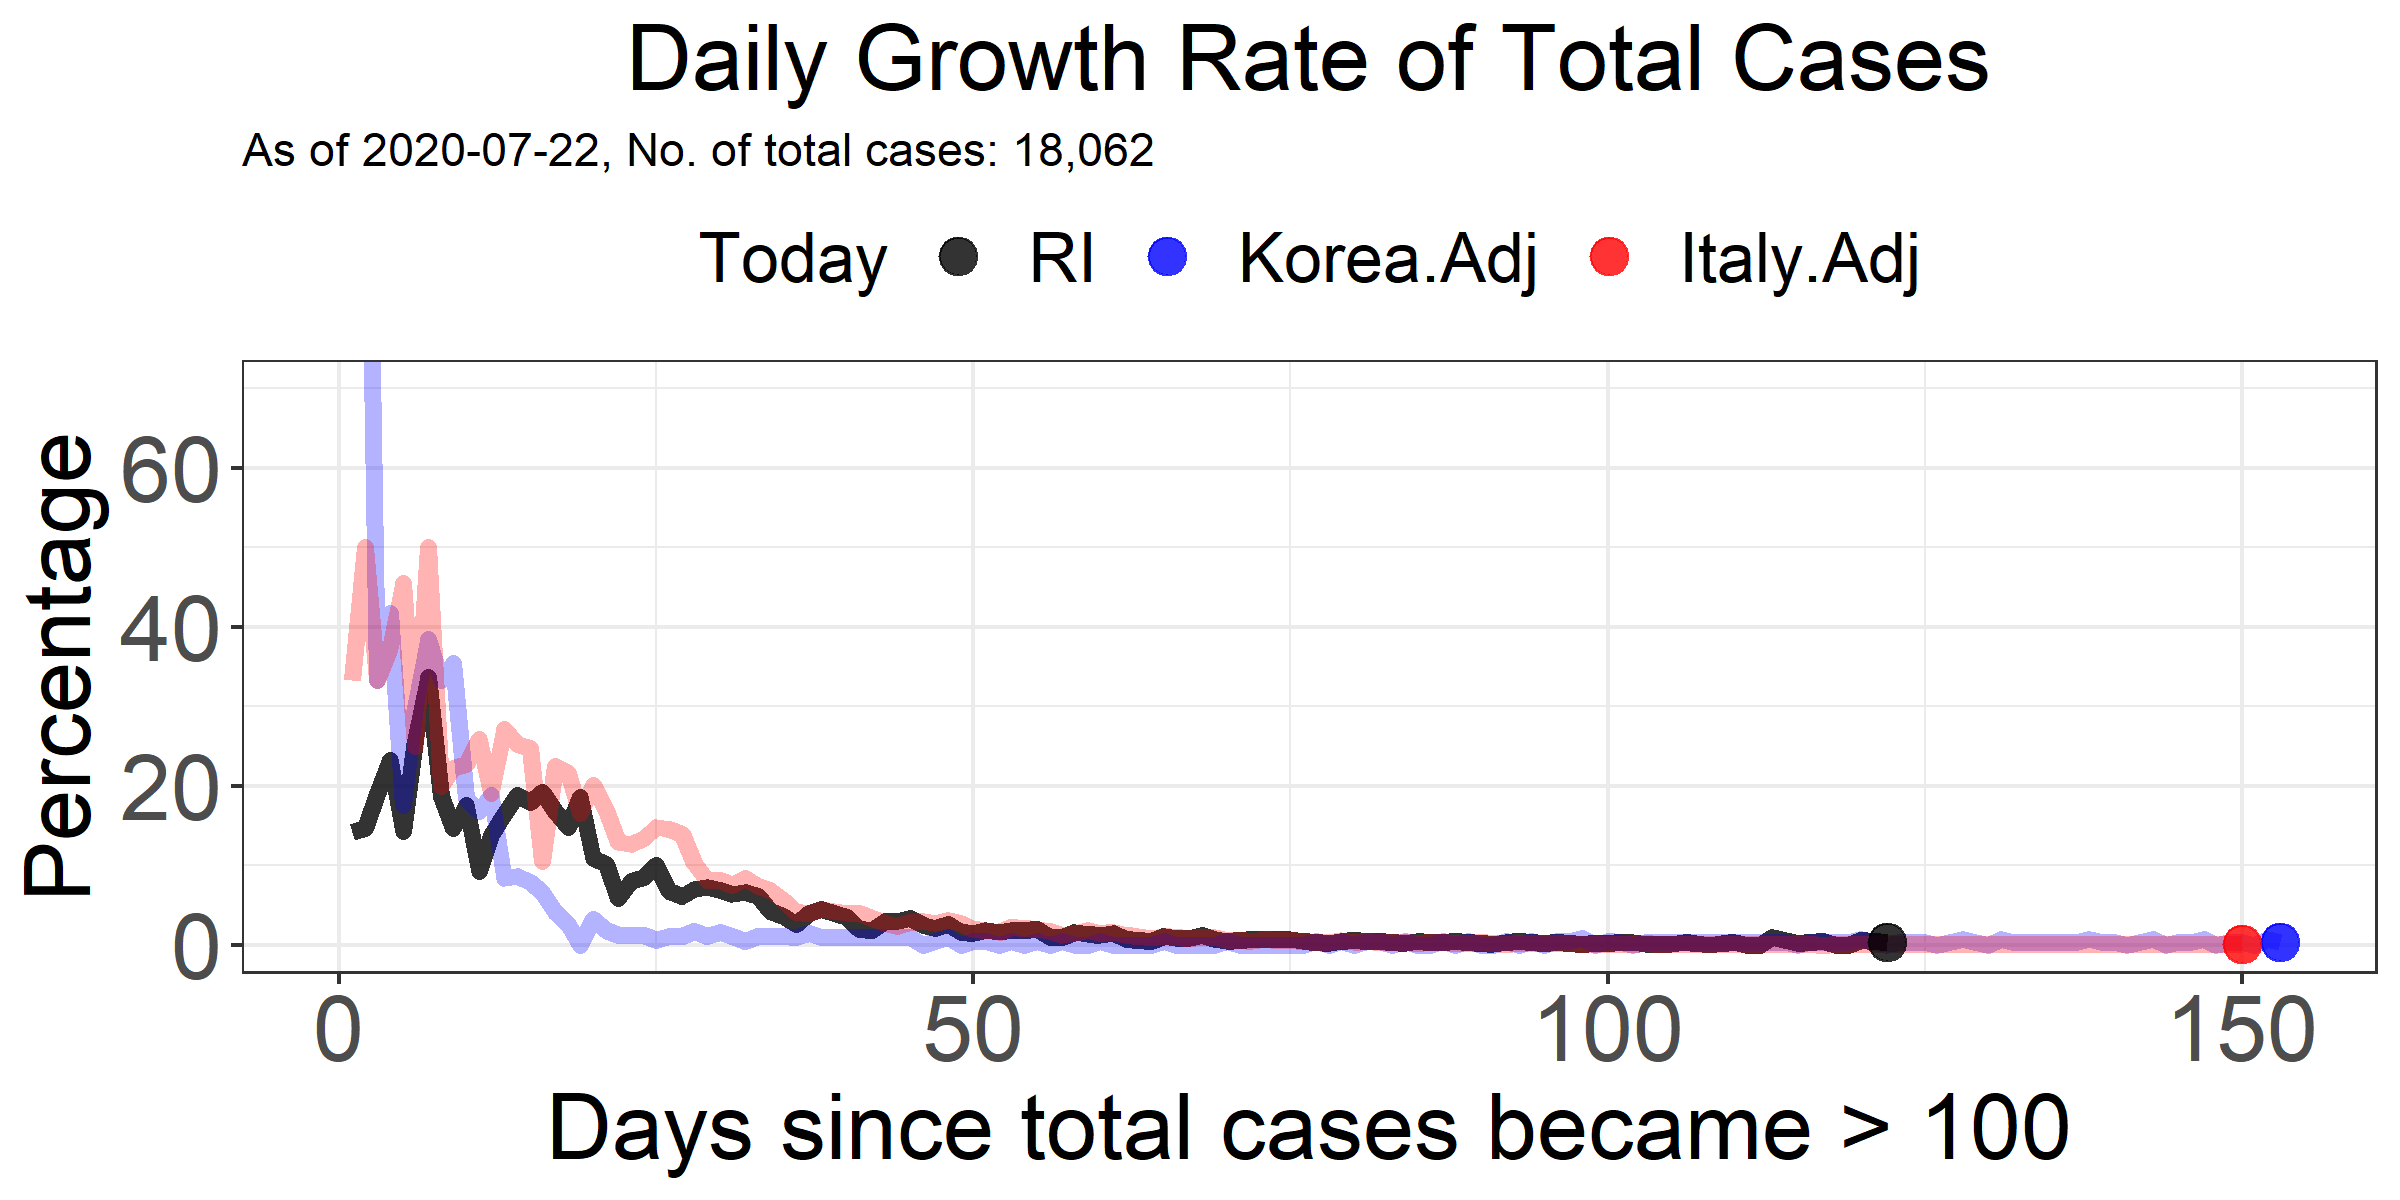 Daily Growth Rate of Total Cases
As of 2020-07-22, No. of total cases: 18,062
Today RI Korea.Adj Italy.Adj
Percentage
60
40
20
0
0 50 100 150
Days since total cases became > 100